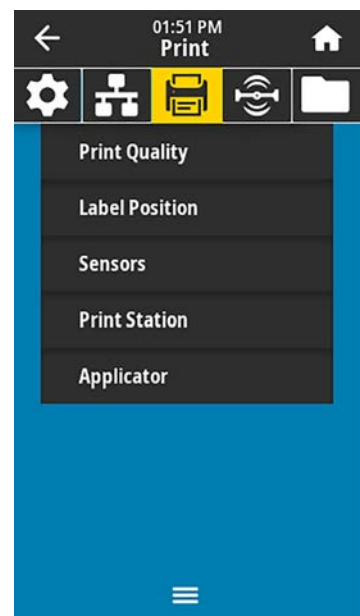 01:51 PM
Print
Print Quality
Label Position
Sensors
Print Station
Applicator